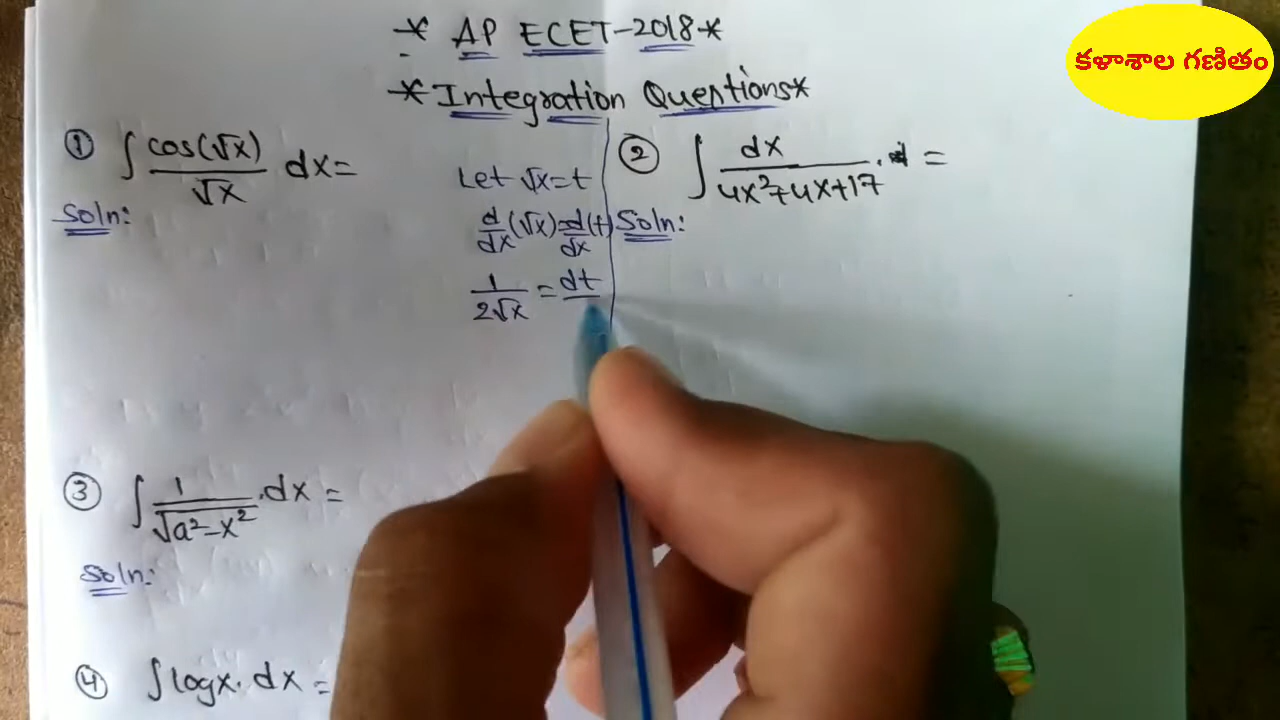 * AP ECET-2018 *
* Integration Questions *
కళాశాల గణితం
① ∫ cos(√x)/√x dx =
Soln:
Let √x = t
d/dx (√x) = d/dx (t)
1/2√x = dt
② ∫ dx/4x²+4x+17 . =
Soln:
③ ∫ 1/√a²-x² . dx =
Soln:
④ ∫ logx . dx =